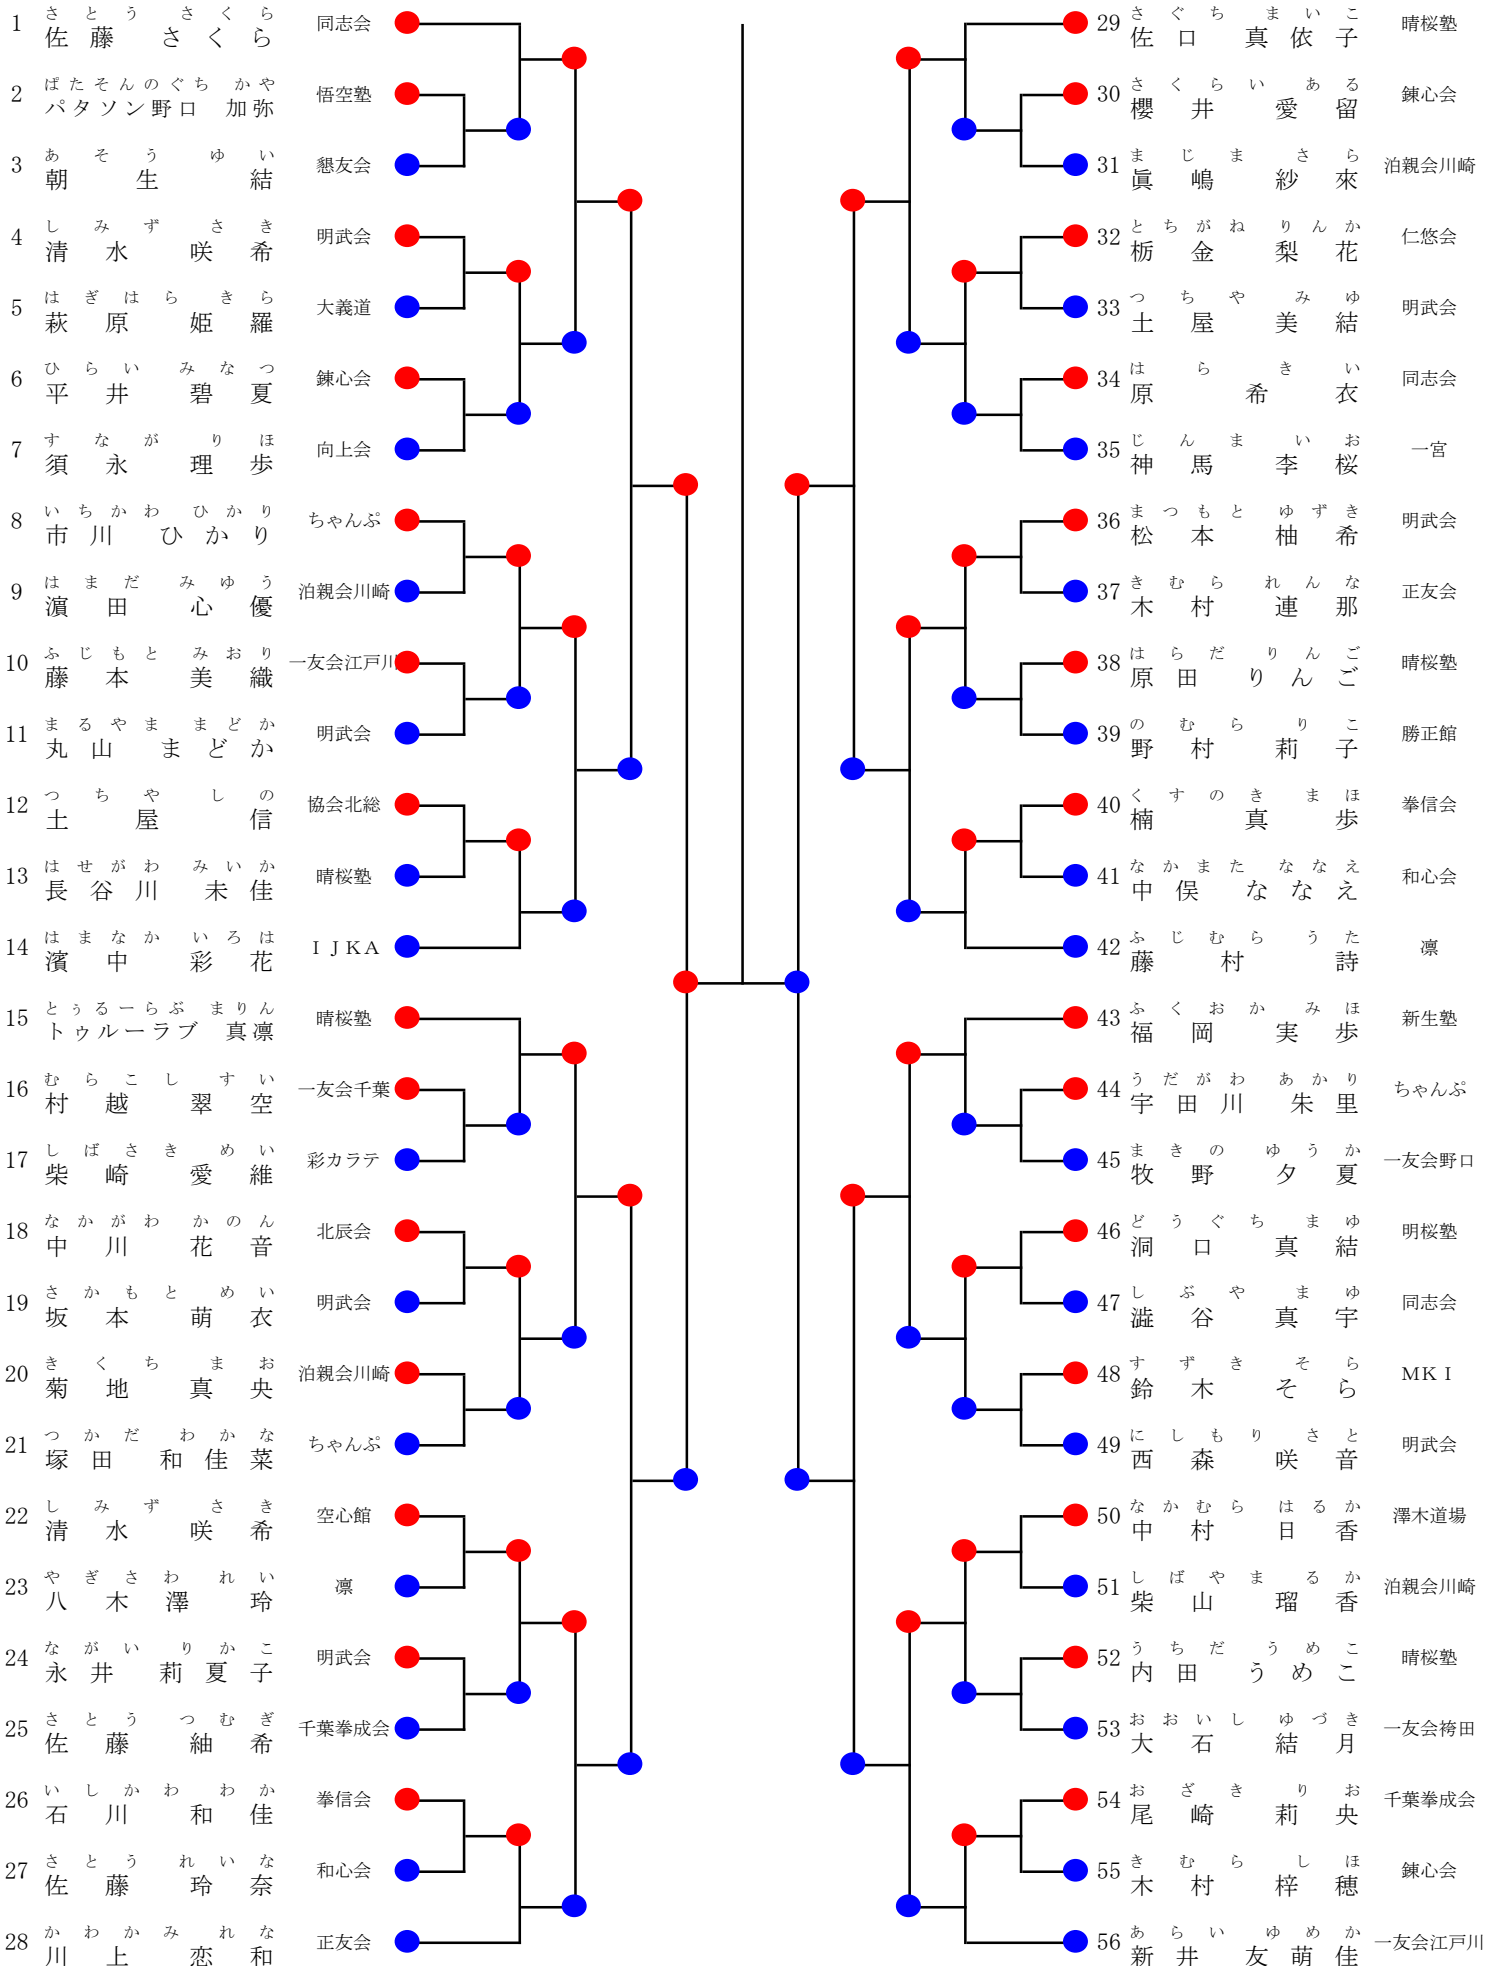 さとう さくら
1 佐藤 さくら 同志会
ぱたそんのぐち かや
2 パタソン野口 加弥 悟空塾
あそう ゆい
3 朝生 結 懇友会
しみず さき
4 清水 咲希 明武会
はぎはら きら
5 萩原 姫羅 大義道
ひらい みなつ
6 平井 碧夏 錬心会
すなが りほ
7 須永 理歩 向上会
いちかわ ひかり
8 市川 ひかり ちゃんぷ
はまだ みゆう
9 濵田 心優 泊親会川崎
ふじもと みおり
10 藤本 美織 一友会江戸川
まるやま まどか
11 丸山 まどか 明武会
つちや しの
12 土屋 信 協会北総
はせがわ みいか
13 長谷川 未佳 晴桜塾
はまなか いろは
14 濱中 彩花 ＩＪＫＡ
とぅるーらぶ まりん
15 トゥルーラブ 真凛 晴桜塾
むらこし すい
16 村越 翠空 一友会千葉
しばさき めい
17 柴崎 愛維 彩カラテ
なかがわ かのん
18 中川 花音 北辰会
さかもと めい
19 坂本 萌衣 明武会
きくち まお
20 菊地 真央 泊親会川崎
つかだ わかな
21 塚田 和佳菜 ちゃんぷ
しみず さき
22 清水 咲希 空心館
やぎさわ れい
23 八木澤 玲 凛
ながい りかこ
24 永井 莉夏子 明武会
さとう つむぎ
25 佐藤 紬希 千葉拳成会
いしかわ わか
26 石川 和佳 拳信会
さとう れいな
27 佐藤 玲奈 和心会
かわかみ れな
28 川上 恋和 正友会
さぐち まいこ
29 佐口 真依子 晴桜塾
さくらい ある
30 櫻井 愛留 錬心会
まじま さら
31 眞嶋 紗來 泊親会川崎
とちがね りんか
32 栃金 梨花 仁悠会
つちや みゆ
33 土屋 美結 明武会
はら きい
34 原 希衣 同志会
じんま いお
35 神馬 李桜 一宮
まつもと ゆずき
36 松本 柚希 明武会
きむら れんな
37 木村 連那 正友会
はらだ りんご
38 原田 りんご 晴桜塾
のむら りこ
39 野村 莉子 勝正館
くすのき まほ
40 楠 真歩 拳信会
なかまた ななえ
41 中俣 ななえ 和心会
ふじむら うた
42 藤村 詩 凛
ふくおか みほ
43 福岡 実歩 新生塾
うだがわ あかり
44 宇田川 朱里 ちゃんぷ
まきの ゆうか
45 牧野 夕夏 一友会野口
どうぐち まゆ
46 洞口 真結 明桜塾
しぶや まゆ
47 澁谷 真宇 同志会
すずき そら
48 鈴木 そら ＭＫＩ
にしもり さと
49 西森 咲音 明武会
なかむら はるか
50 中村 日香 澤木道場
しばやま るか
51 柴山 瑠香 泊親会川崎
うちだ うめこ
52 内田 うめこ 晴桜塾
おおいし ゆづき
53 大石 結月 一友会袴田
おざき りお
54 尾崎 莉央 千葉拳成会
きむら しほ
55 木村 梓穂 錬心会
あらい ゆめか
56 新井 友萌佳 一友会江戸川